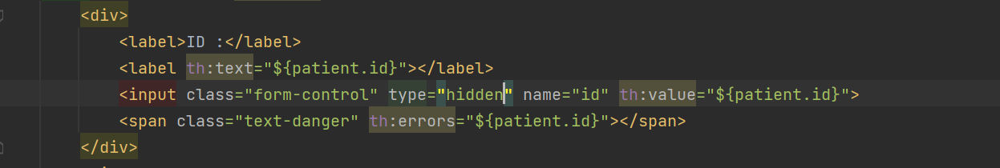 <div>
<label>ID :</label>
<label th:text="${patient.id}"></label>
<input class="form-control" type="hidden" name="id" th:value="${patient.id}">
<span class="text-danger" th:errors="${patient.id}"></span>
</div>